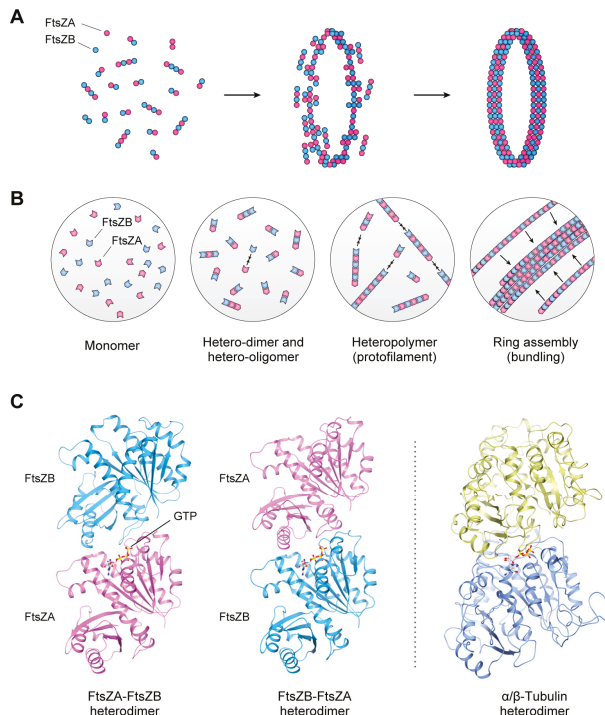 A
FtsZA
FtsZB
B
FtsZB
FtsZA
Monomer
Hetero-dimer and
hetero-oligomer
Heteropolymer
(protofilament)
Ring assembly
(bundling)
C
FtsZB
FtsZA
GTP
FtsZA
FtsZB
FtsZA-FtsZB
heterodimer
FtsZB-FtsZA
heterodimer
α/β-Tubulin
heterodimer